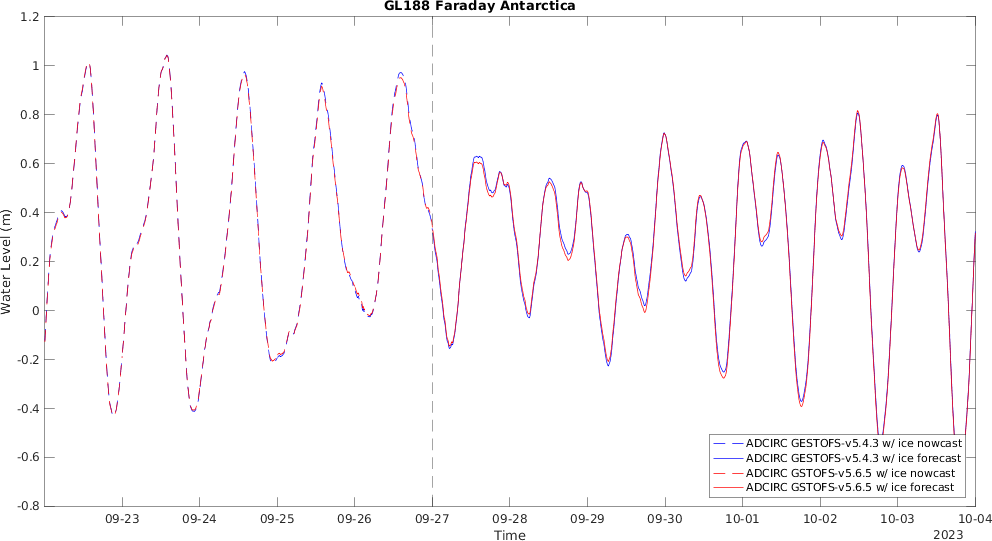 GL188 Faraday Antarctica
1.2
1
0.8
0.6
0.4
0.2
0
-0.2
-0.4
-0.6
-0.8
Water Level (m)
ADCIRC GESTOFS-v5.4.3 w/ ice nowcast
ADCIRC GESTOFS-v5.4.3 w/ ice forecast
ADCIRC GSTOFS-v5.6.5 w/ ice nowcast
ADCIRC GSTOFS-v5.6.5 w/ ice forecast
09-23 09-24 09-25 09-26 09-27 09-28 09-29 09-30 10-01 10-02 10-03 10-04
Time
2023